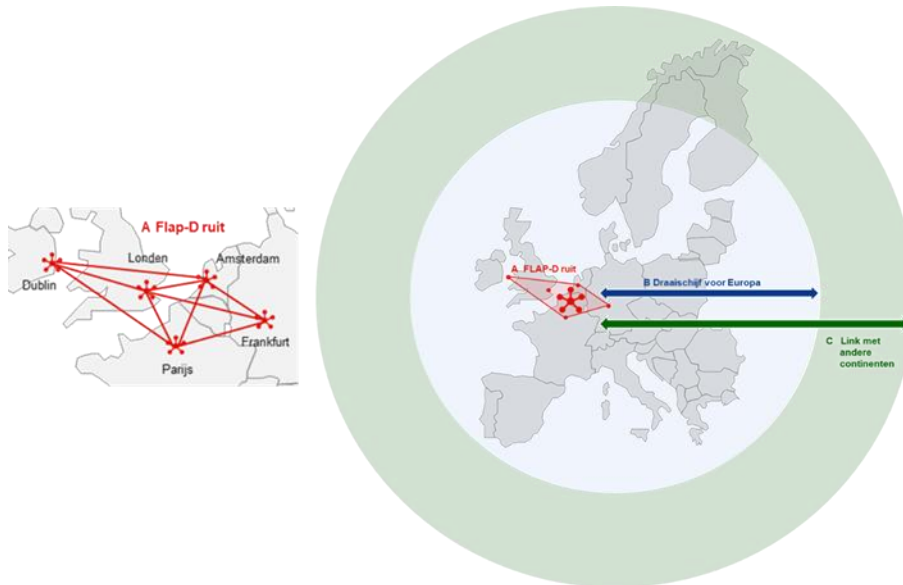 A Flap-D ruit
Londen
Amsterdam
Dublin
Frankfurt
Parijs
A FLAP-D ruit
B Draaischijf voor Europa
C Link met
andere
continenten